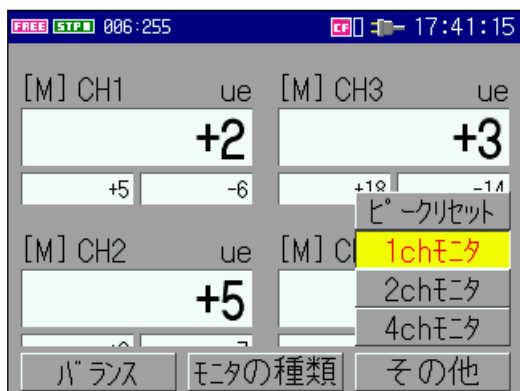 FREE STP 006:255 CF 17:41:15
[M] CH1 ue [M] CH3 ue
+2 +3
+5 -6 +18 -14
ピークリセット
[M] CH2 ue [M] C 1chモニタ
+5 2chモニタ
4chモニタ
バランス モニタの種類 その他